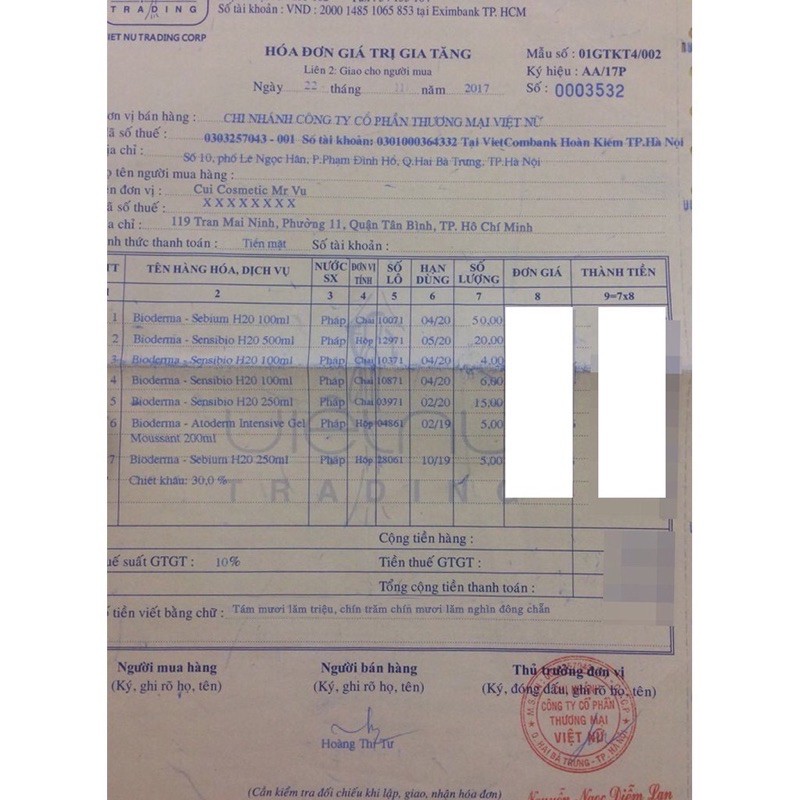 TRADING
Số tài khoản : VND : 2000 1485 1065 853 tại Eximbank TP. HCM
IET NU TRADING CORP
HÓA ĐƠN GIÁ TRỊ GIA TĂNG
Mẫu số : 01GTKT4/002
Liên 2: Giao cho người mua
Ký hiệu : AA/17P
Ngày 22 tháng 11 năm 2017
Số : 0003532
ơn vị bán hàng : CHI NHÁNH CÔNG TY CỔ PHẦN THƯƠNG MẠI VIỆT NỮ
ã số thuế : 0303257043 - 001 Số tài khoản: 0301000364332 Tại VietCombank Hoàn Kiếm TP.Hà Nội
ịa chỉ : Số 10, phố Lê Ngọc Hân, P.Phạm Đình Hổ, Q.Hai Bà Trưng, TP.Hà Nội
ọ tên người mua hàng :
n đơn vị : Cui Cosmetic Mr Vu
ã số thuế : X X X X X X X X
ịa chỉ : 119 Tran Mai Ninh, Phường 11, Quận Tân Bình, TP. Hồ Chí Minh
nh thức thanh toán : Tiền mặt Số tài khoản :
TT TÊN HÀNG HÓA, DỊCH VỤ NƯỚC SX ĐƠN VỊ TÍNH SỐ LÔ HẠN DÙNG SỐ LƯỢNG ĐƠN GIÁ THÀNH TIỀN
1 2 3 4 5 6 7 8 9=7x8
1 Bioderma - Sebium H20 100ml Pháp Chai 10071 04/20 50,00
2 Bioderma - Sensibio H20 500ml Pháp Hộp 12971 05/20 20,00
3 Bioderma - Sensibio H20 100ml Pháp Chai 10371 04/20 4,00
4 Bioderma - Sensibio H20 100ml Pháp Chai 10871 04/20 6,00
5 Bioderma - Sensibio H20 250ml Pháp Chai 03971 02/20 15,00
6 Bioderma - Atoderm Intensive Gel Pháp Hộp 04861 02/19 5,00
Moussant 200ml
7 Bioderma - Sebium H20 250ml Pháp Hộp 28061 10/19 5,00
Chiết khấu: 30,0 %
vietnu
TRADING
Cộng tiền hàng :
uế suất GTGT : 10% Tiền thuế GTGT :
Tổng cộng tiền thanh toán :
tiền viết bằng chữ : Tám mươi lăm triệu, chín trăm chín mươi lăm nghìn đồng chẵn
Người mua hàng Người bán hàng Thủ trưởng đơn vị
(Ký, ghi rõ họ, tên) (Ký, ghi rõ họ, tên) (Ký, đóng dấu, ghi rõ họ, tên)
CÔNG TY CỔ PHẦN
THƯƠNG MẠI
VIỆT NỮ
Q. HAI BÀ TRƯNG - TP. HÀ NỘI
Hoàng Thị Tư
(Cần kiểm tra đối chiếu khi lập, giao, nhận hóa đơn)
Nguyễn Ngọc Diễm Lan